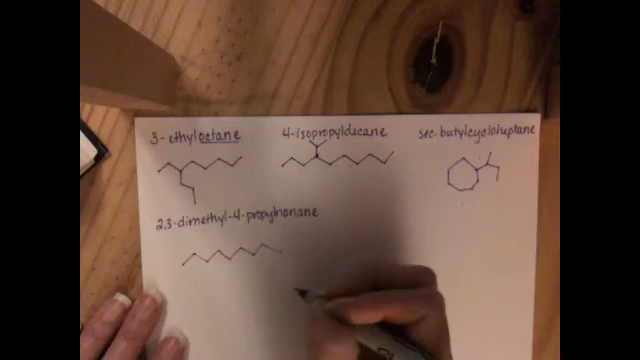 3-ethyloctane
4-isopropyldecane
sec-butylcycloheptane
2,3-dimethyl-4-propylnonane